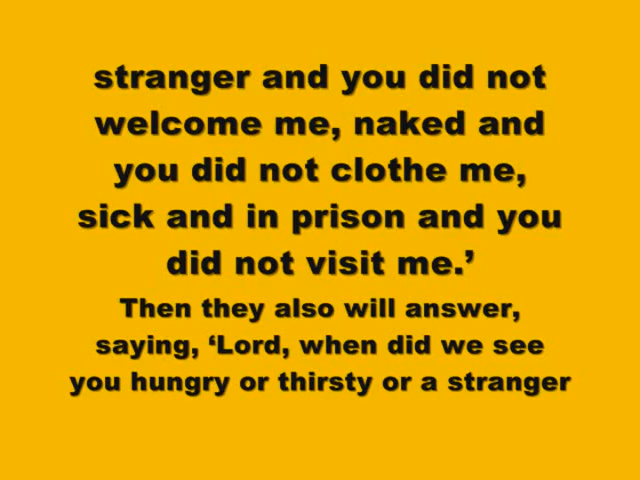 stranger and you did not
welcome me, naked and
you did not clothe me,
sick and in prison and you
did not visit me.’
Then they also will answer,
saying, ‘Lord, when did we see
you hungry or thirsty or a stranger